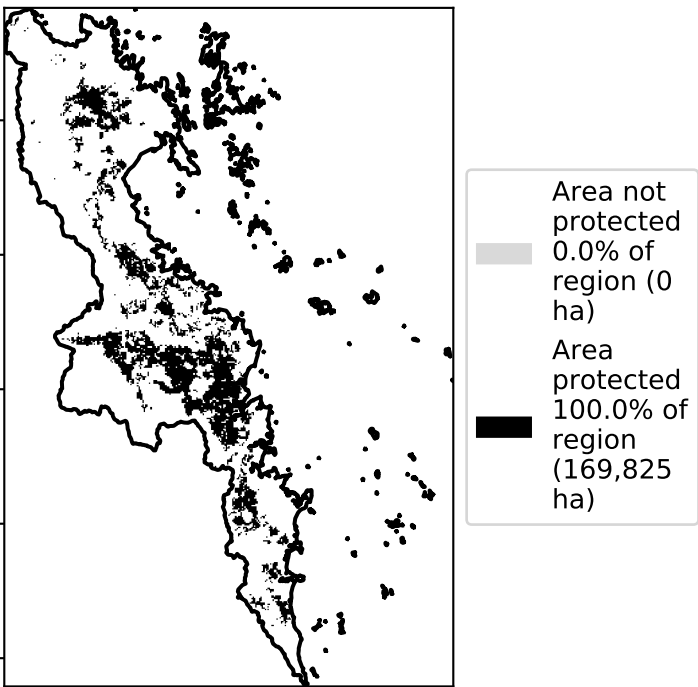 Area not
protected
0.0% of
region (0
ha)
Area
protected
100.0% of
region
(169,825
ha)